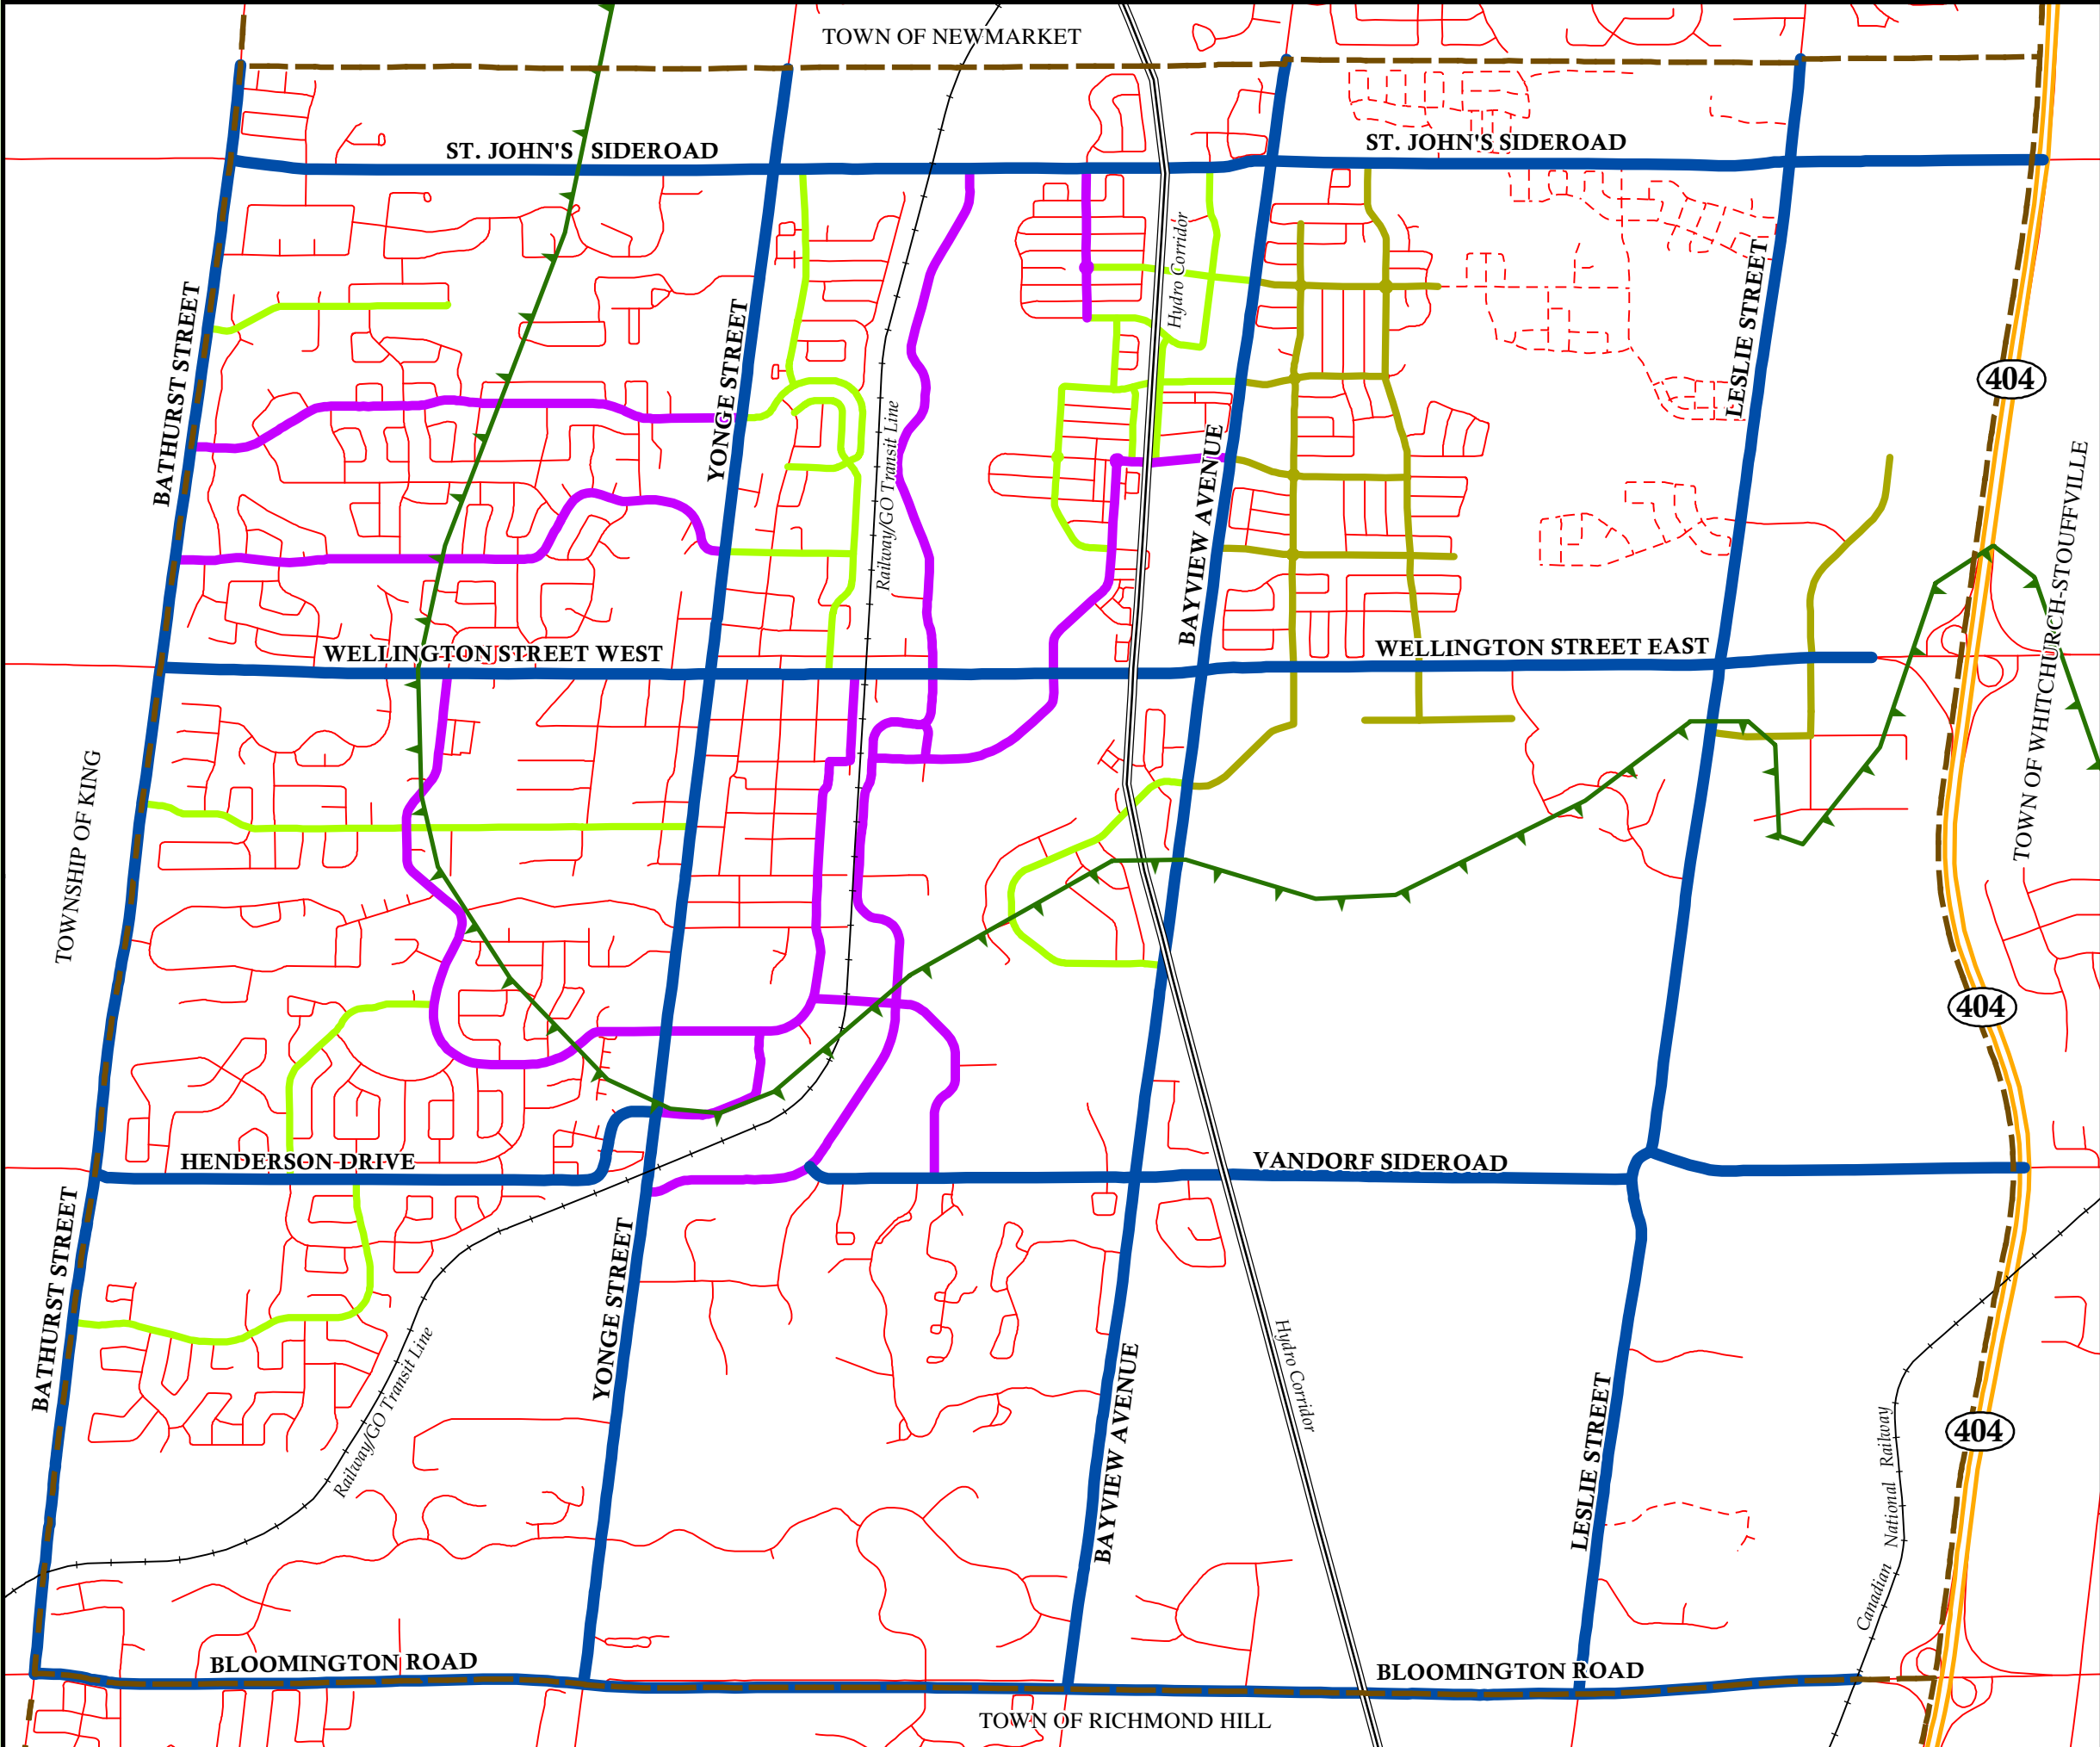 TOWN OF NEWMARKET
ST. JOHN'S SIDEROAD
ST. JOHN'S SIDEROAD
Hydro Corridor
LESLIE STREET
BATHURST STREET
YONGE STREET
404
Railway/GO Transit Line
BAYVIEW AVENUE
TOWN OF WHITCHURCH-STOUFFVILLE
WELLINGTON STREET WEST
WELLINGTON STREET EAST
TOWNSHIP OF KING
404
HENDERSON DRIVE
VANDORF SIDEROAD
BATHURST STREET
YONGE STREET
Railway/GO Transit Line
Hydro Corridor
BAYVIEW AVENUE
LESLIE STREET
404
Canadian National Railway
BLOOMINGTON ROAD
BLOOMINGTON ROAD
TOWN OF RICHMOND HILL